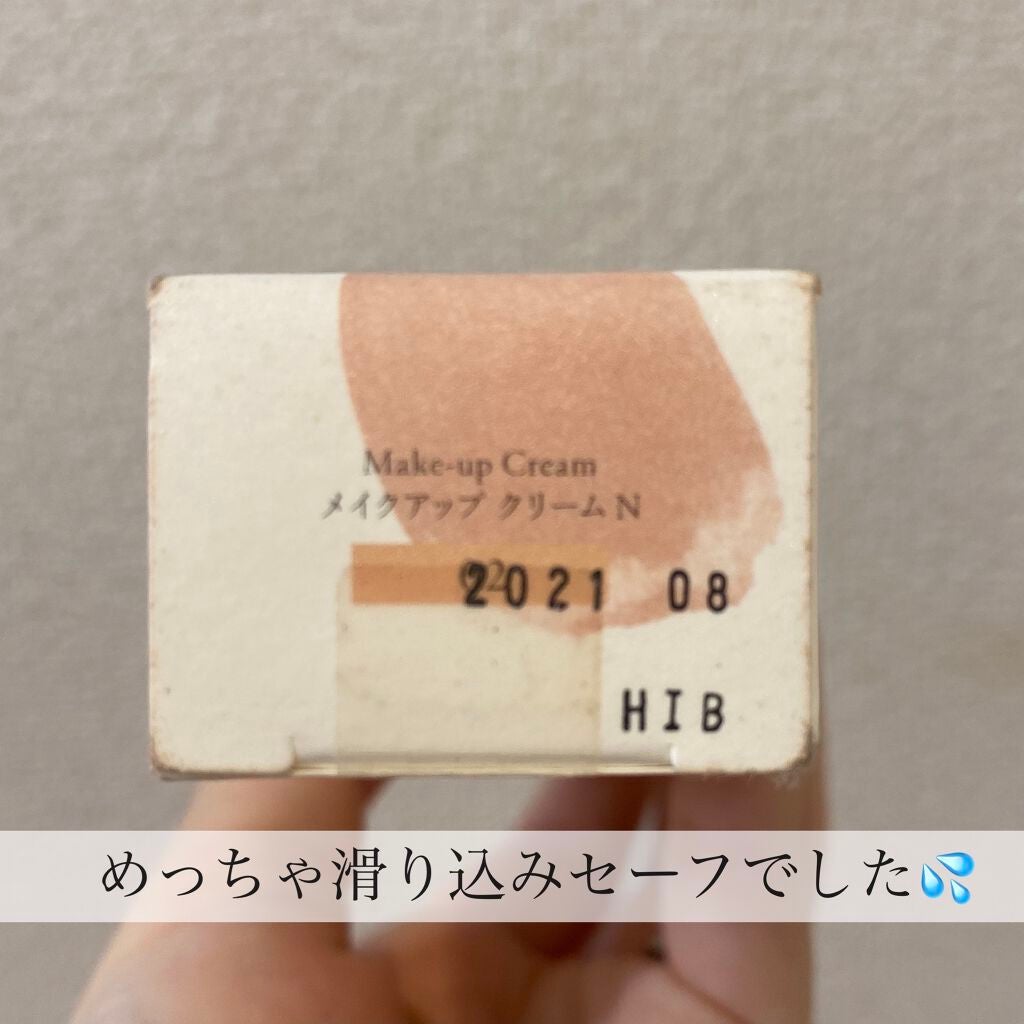 Make-up Cream
メイクアップ クリーム N
02
2021 08
HIB
めっちゃ滑り込みセーフでした💦